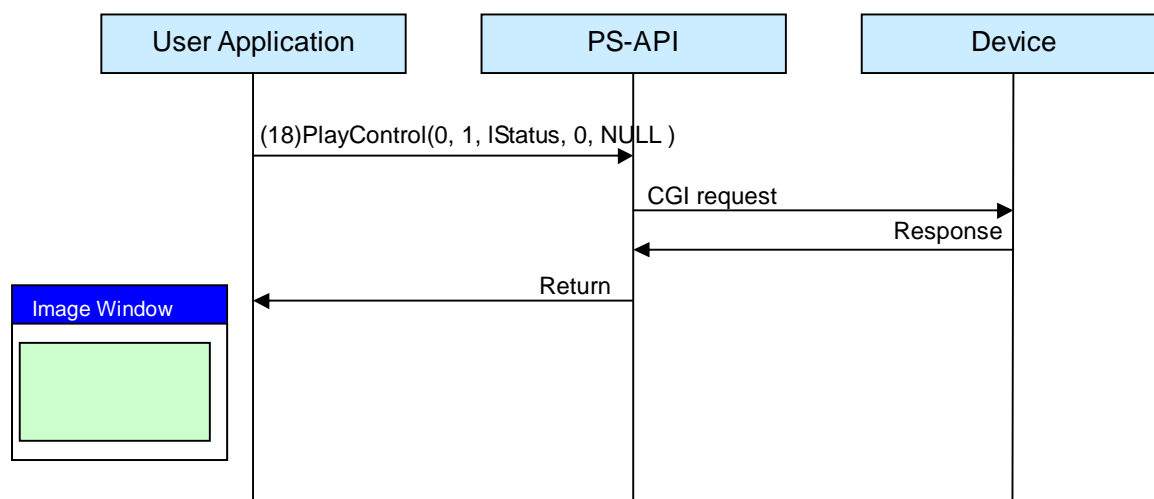 User Application
PS-API
Device
(18)PlayControl(0, 1, lStatus, 0, NULL )
CGI request
Response
Return
Image Window